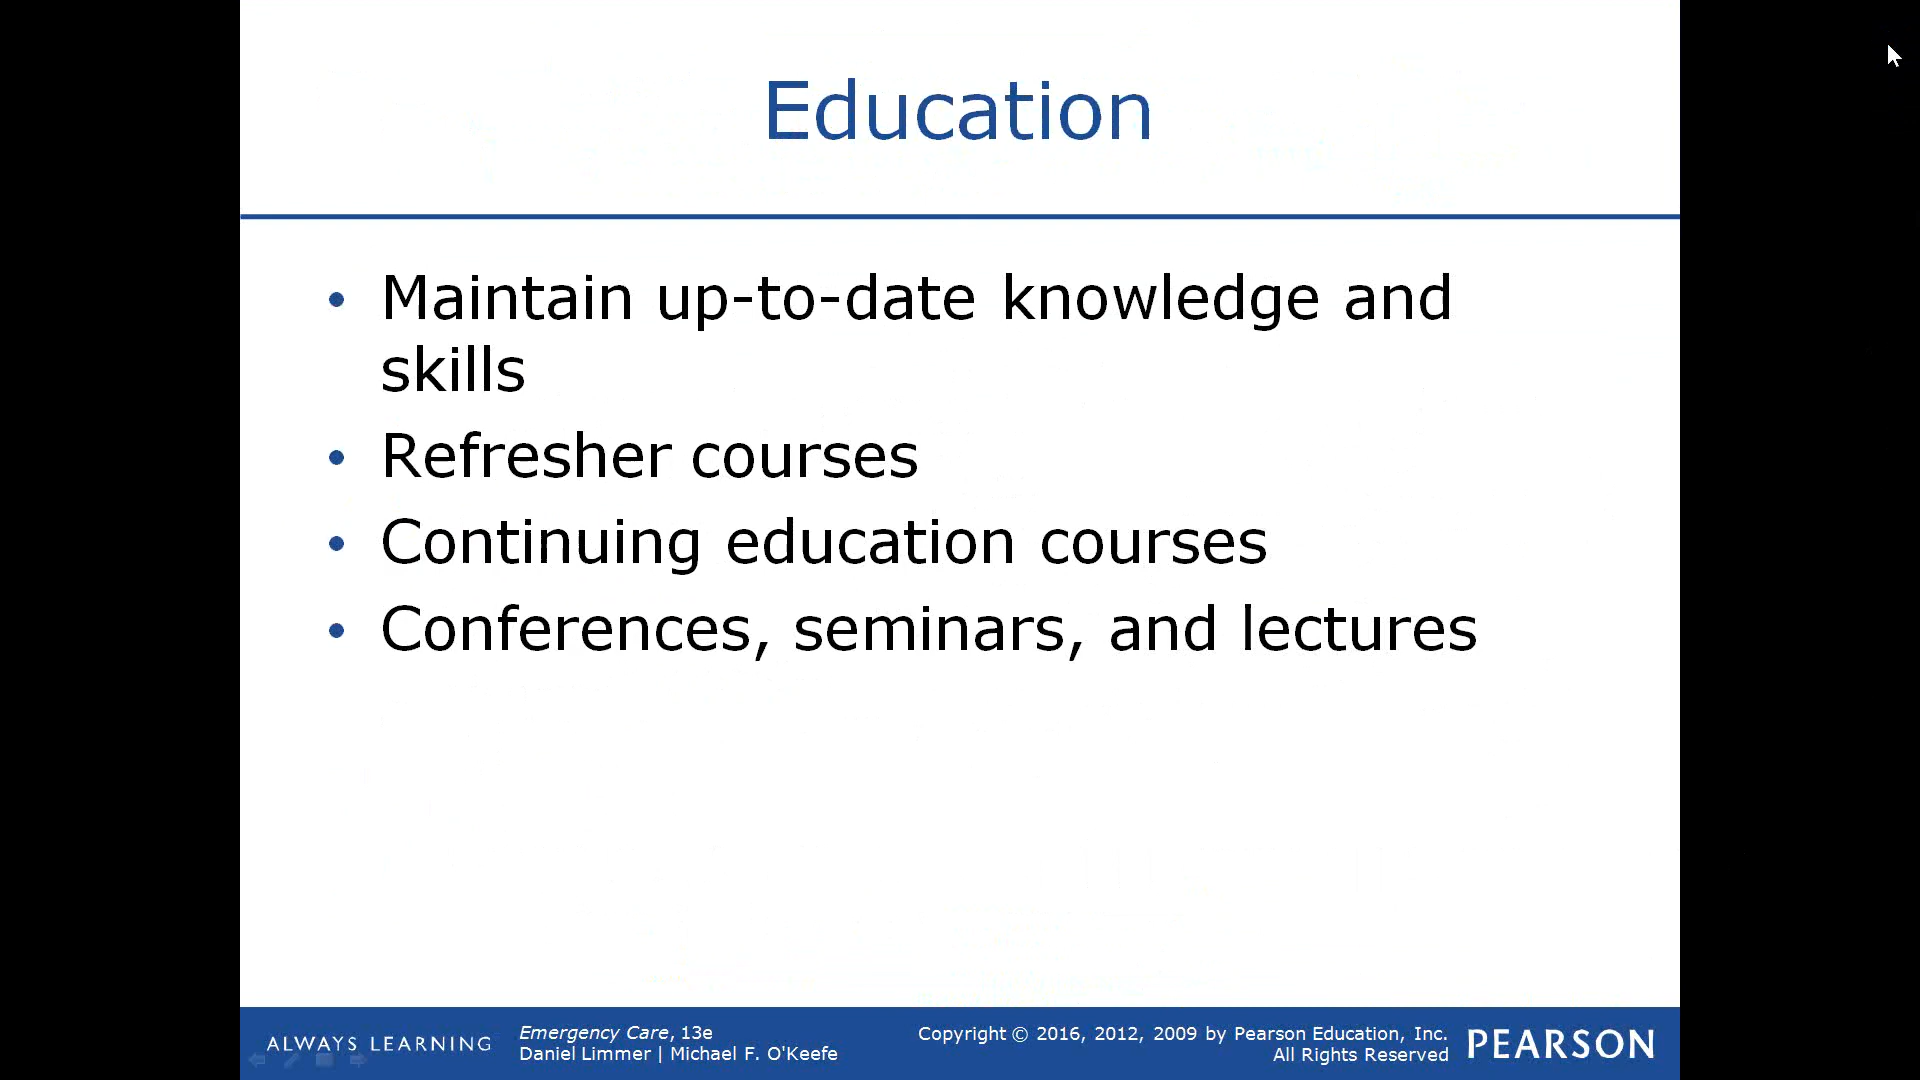 Education
• Maintain up-to-date knowledge and
skills
• Refresher courses
• Continuing education courses
• Conferences, seminars, and lectures
ALWAYS LEARNING
Emergency Care, 13e
Daniel Limmer | Michael F. O'Keefe
Copyright © 2016, 2012, 2009 by Pearson Education, Inc.
All Rights Reserved
PEARSON